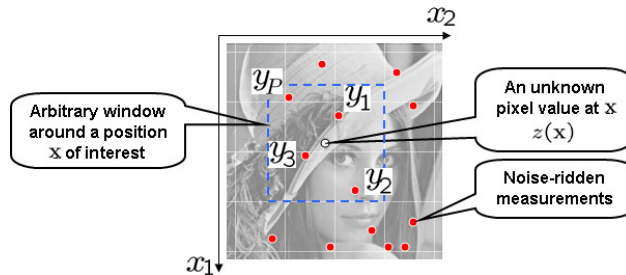 x₂
y_P
y₁
Arbitrary window
around a position
x of interest
An unknown
pixel value at x
z(x)
y₃
y₂
Noise-ridden
measurements
x₁